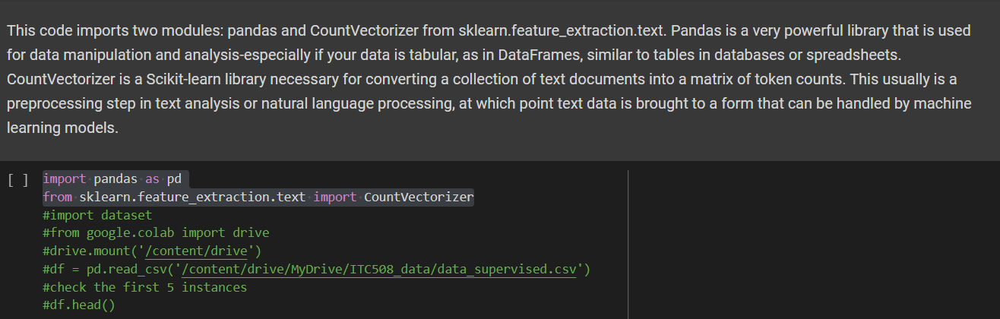 This code imports two modules: pandas and CountVectorizer from sklearn.feature_extraction.text. Pandas is a very powerful library that is used
for data manipulation and analysis-especially if your data is tabular, as in DataFrames, similar to tables in databases or spreadsheets.
CountVectorizer is a Scikit-learn library necessary for converting a collection of text documents into a matrix of token counts. This usually is a
preprocessing step in text analysis or natural language processing, at which point text data is brought to a form that can be handled by machine
learning models.
[ ] import pandas as pd
from sklearn.feature_extraction.text import CountVectorizer
#import dataset
#from google.colab import drive
#drive.mount('/content/drive')
#df = pd.read_csv('/content/drive/MyDrive/ITC508_data/data_supervised.csv')
#check the first 5 instances
#df.head()